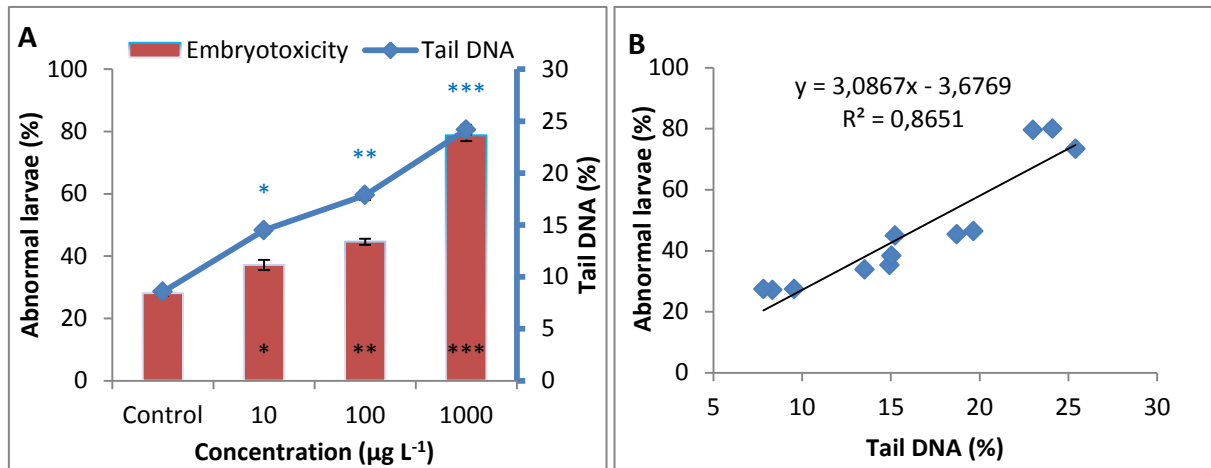 A
Embryotoxicity
Tail DNA
100
80
60
40
20
0
Abnormal larvae (%)
30
25
20
15
10
5
0
Tail DNA (%)
*
**
***
*
**
***
Control
10
100
1000
Concentration (µg L⁻¹)
B
y = 3,0867x - 3,6769
R² = 0,8651
100
80
60
40
20
0
Abnormal larvae (%)
5
10
15
20
25
30
Tail DNA (%)